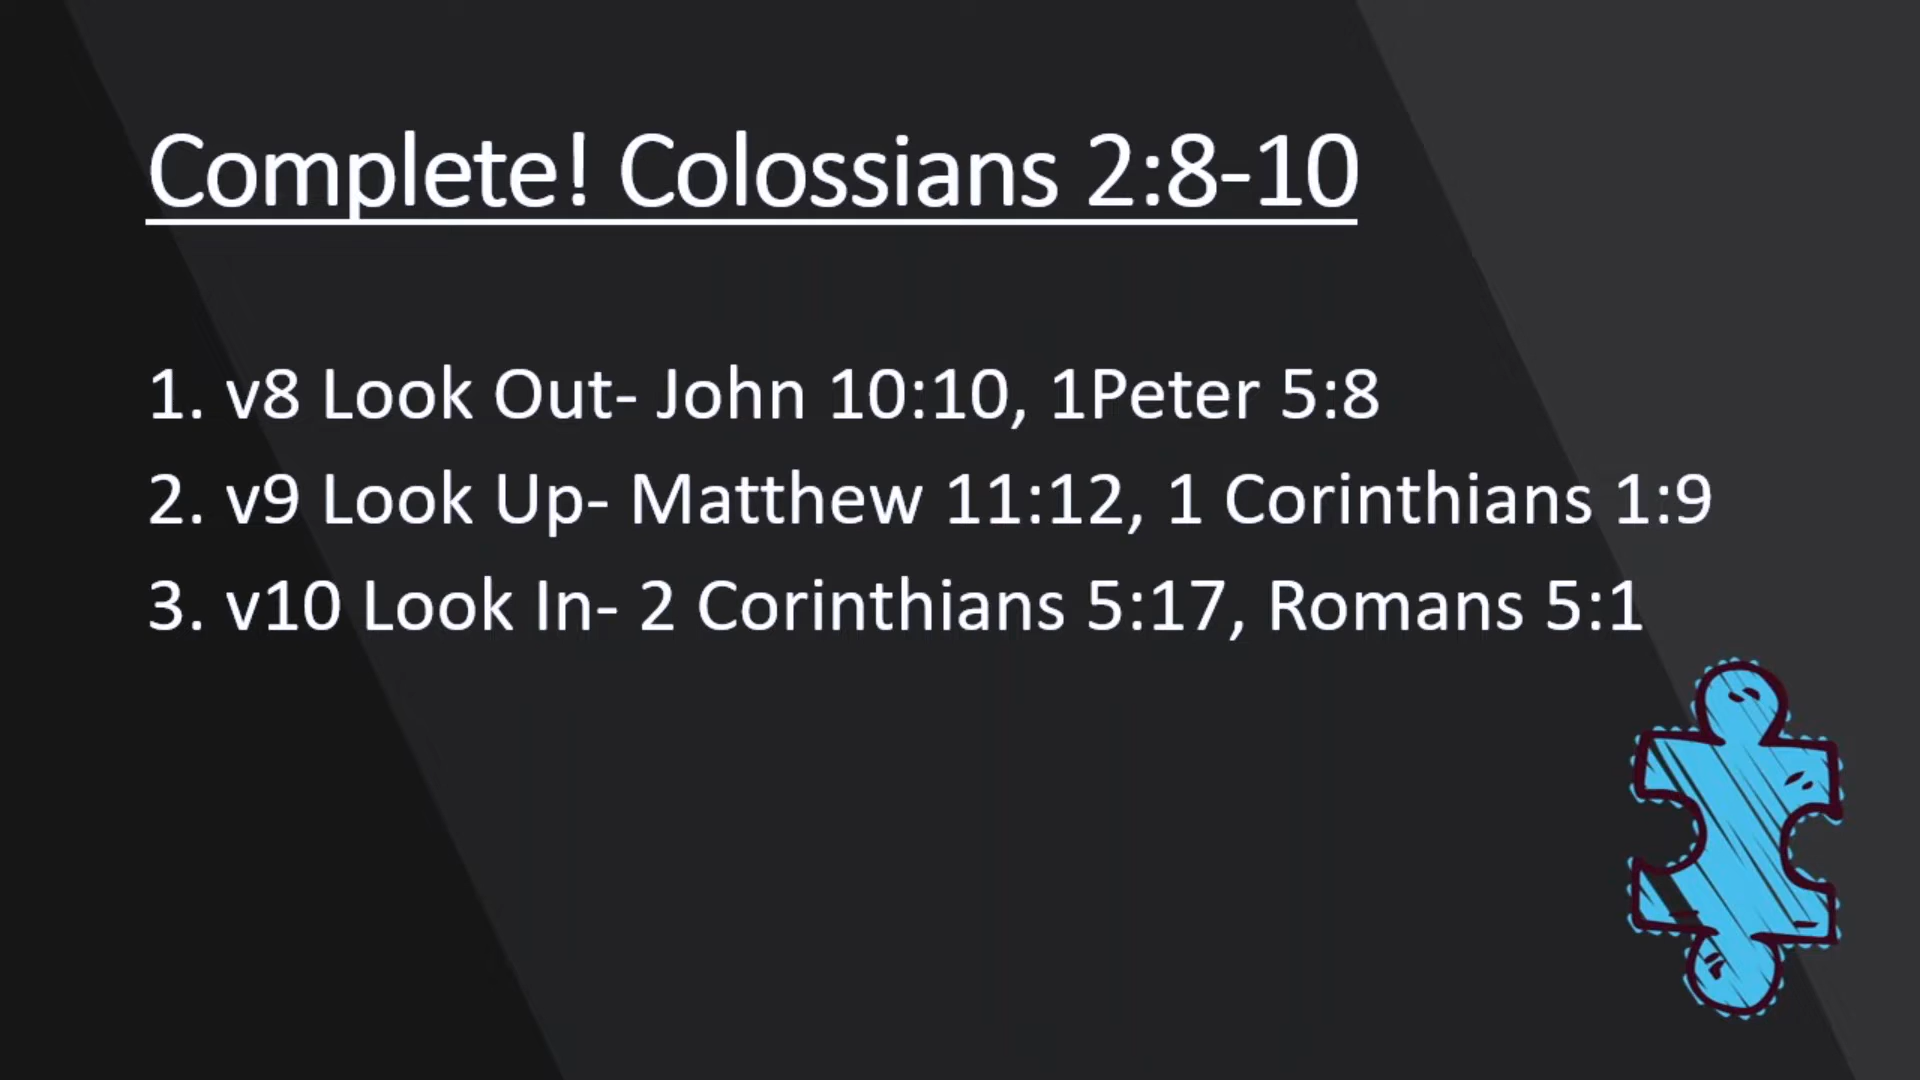 Complete! Colossians 2:8-10
1. v8 Look Out- John 10:10, 1Peter 5:8
2. v9 Look Up- Matthew 11:12, 1 Corinthians 1:9
3. v10 Look In- 2 Corinthians 5:17, Romans 5:1